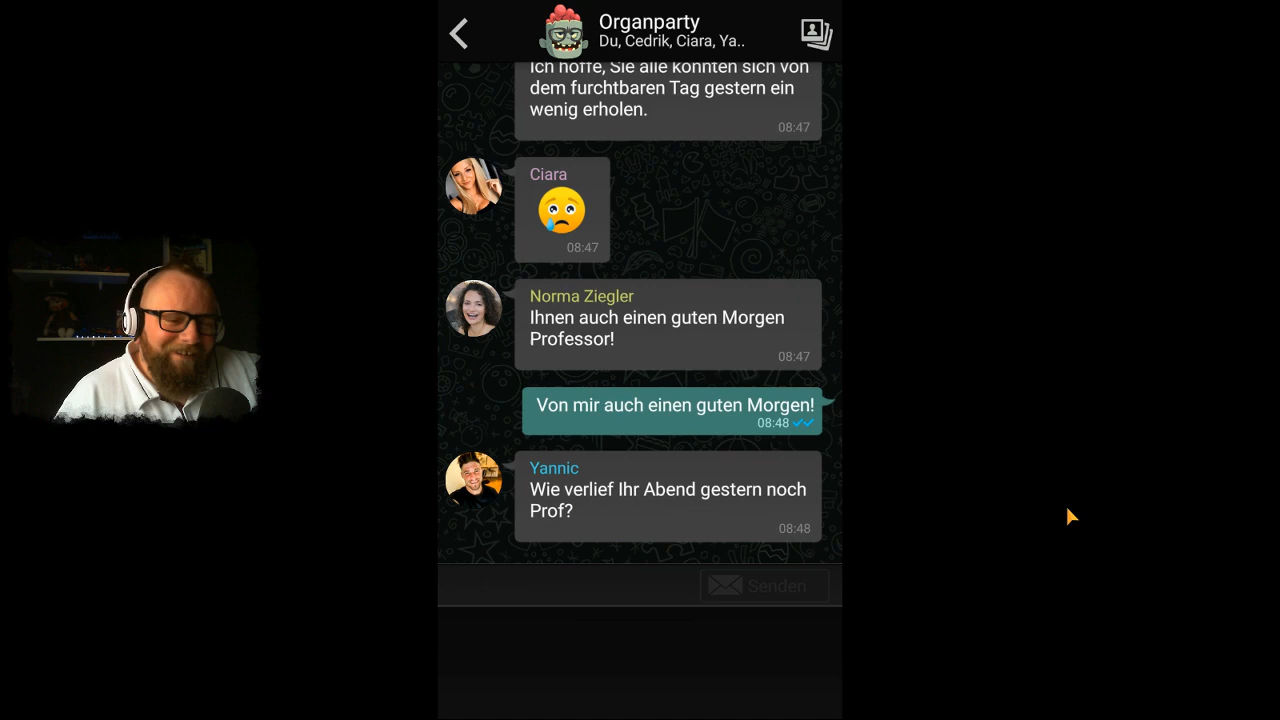 Organparty
Du, Cedrik, Ciara, Ya..
Ich hoffe, Sie alle konnten sich von
dem furchtbaren Tag gestern ein
wenig erholen.
08:47
Ciara
08:47
Norma Ziegler
Ihnen auch einen guten Morgen
Professor!
08:47
Von mir auch einen guten Morgen!
08:48
Yannic
Wie verlief Ihr Abend gestern noch
Prof?
08:48
Senden